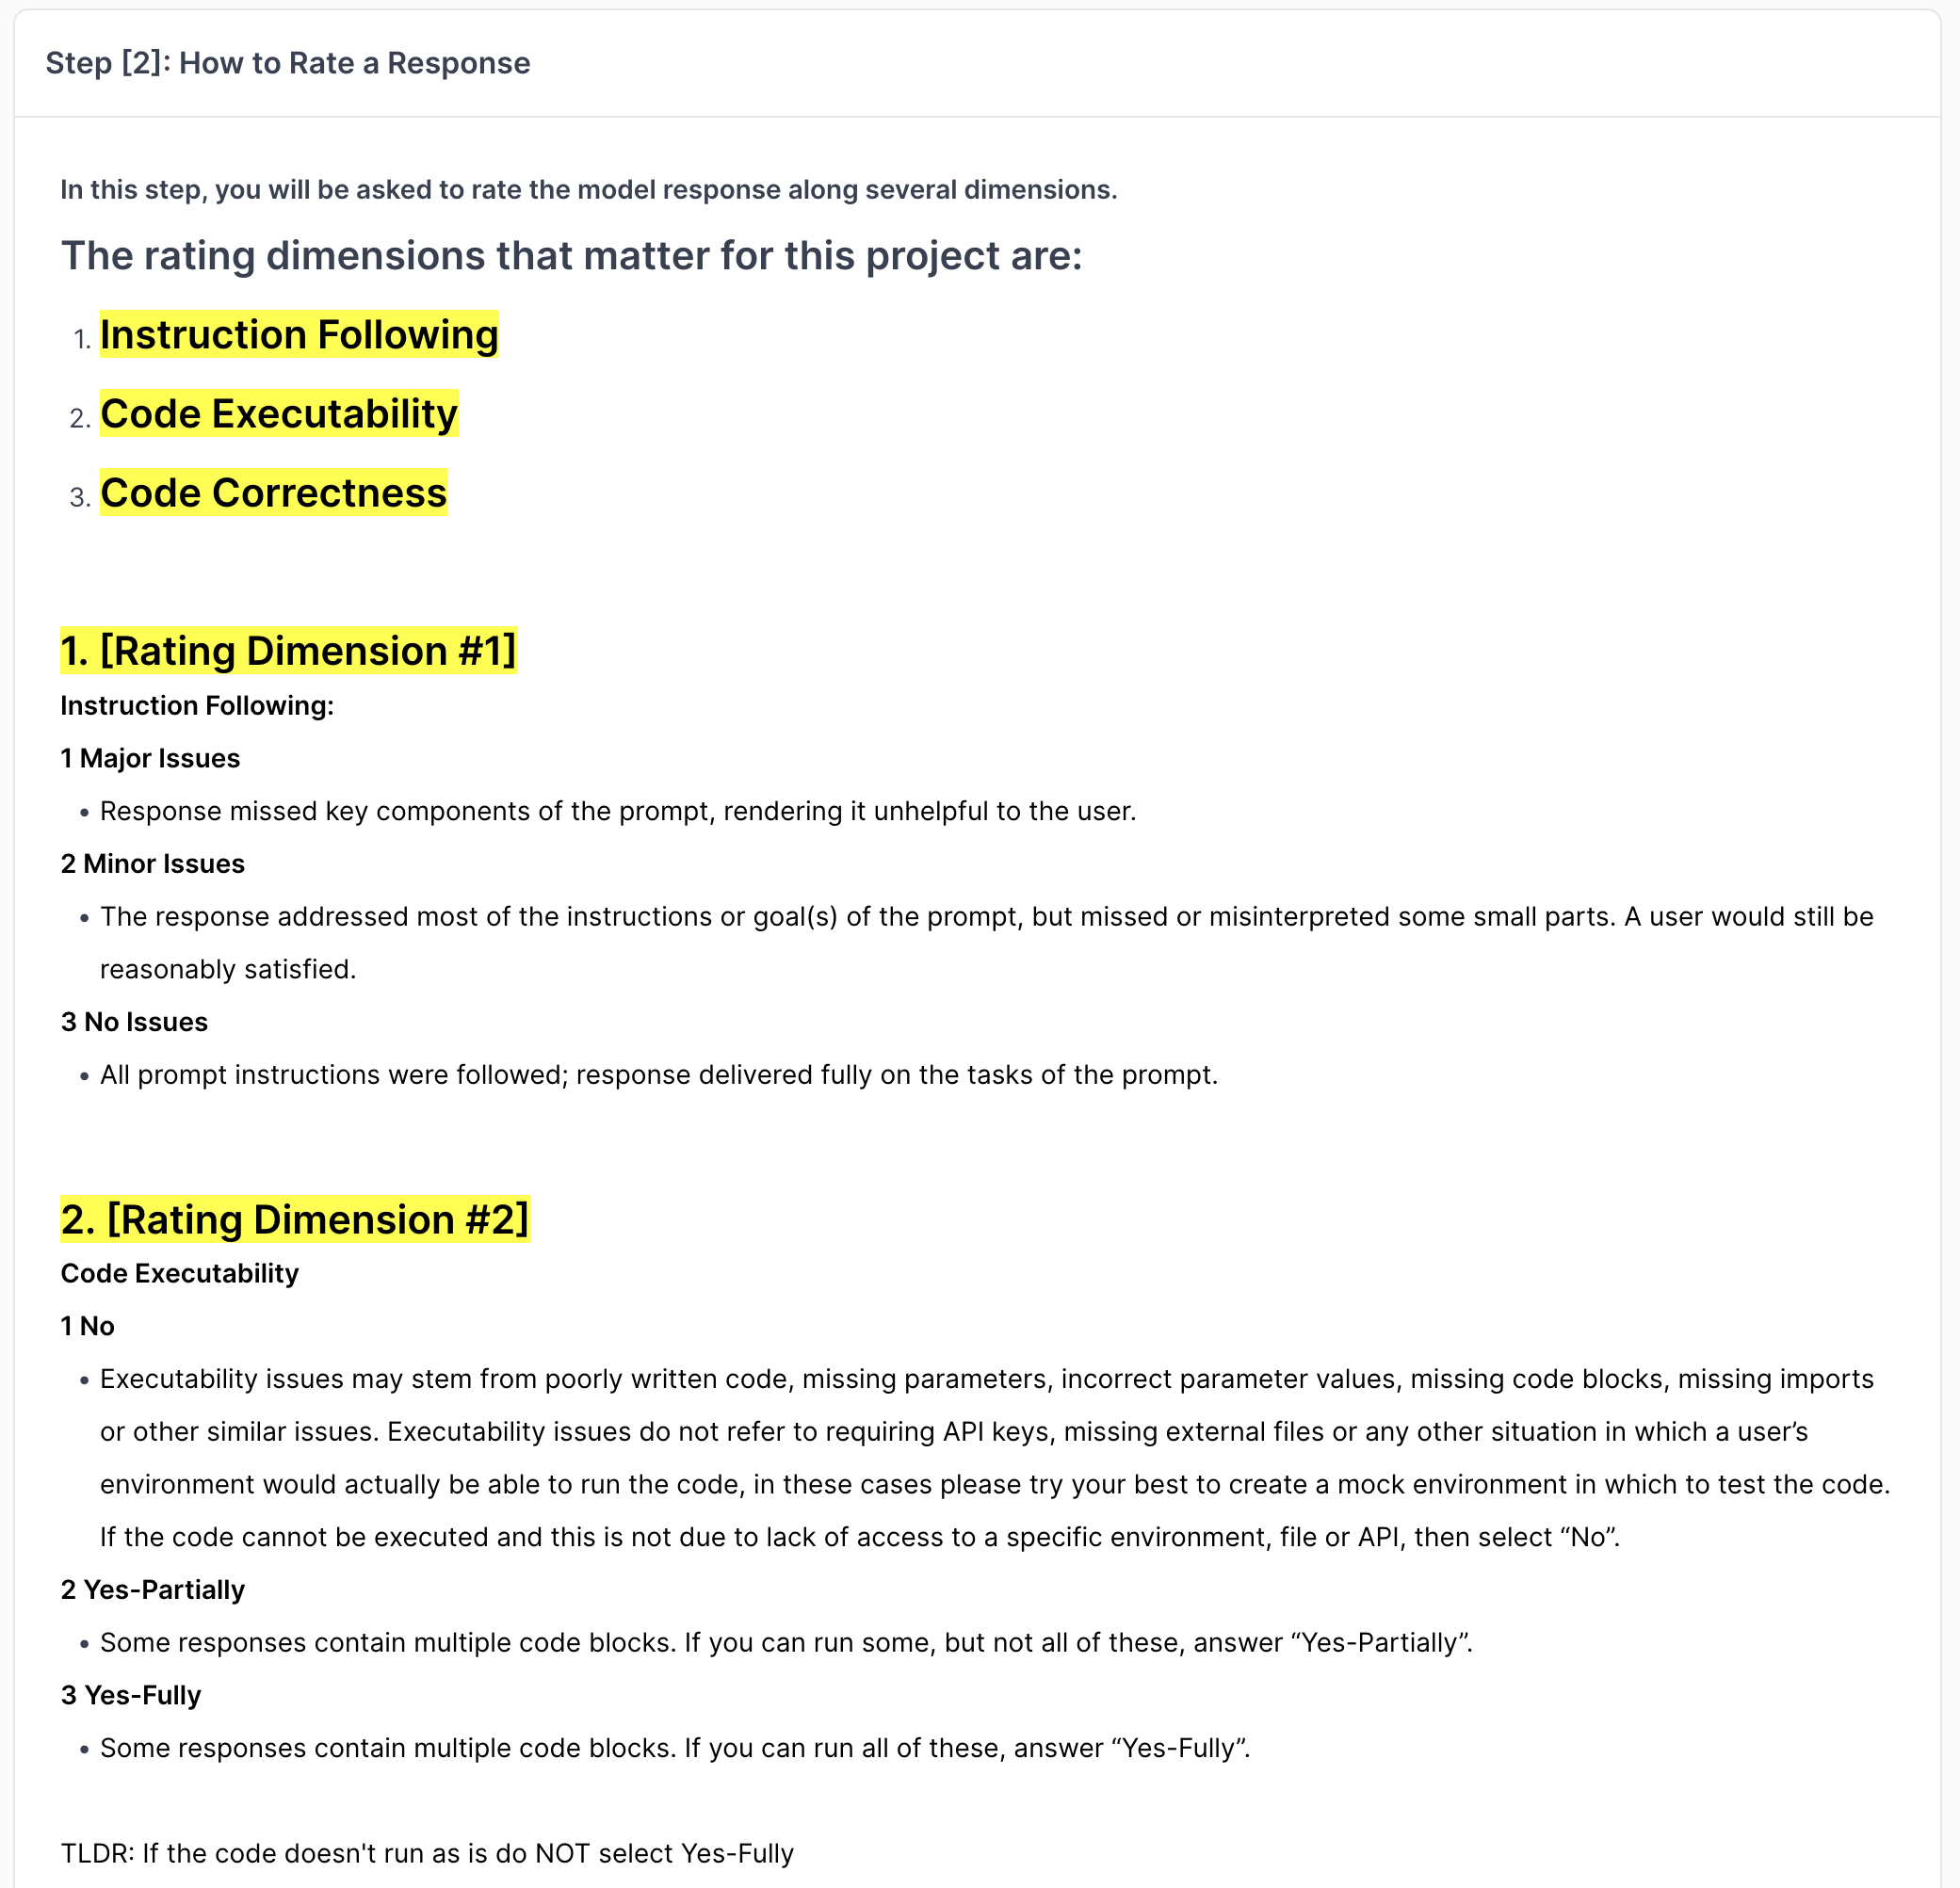 Step [2]: How to Rate a Response
In this step, you will be asked to rate the model response along several dimensions.
The rating dimensions that matter for this project are:
1. Instruction Following
2. Code Executability
3. Code Correctness
1. [Rating Dimension #1]
Instruction Following:
1 Major Issues
• Response missed key components of the prompt, rendering it unhelpful to the user.
2 Minor Issues
• The response addressed most of the instructions or goal(s) of the prompt, but missed or misinterpreted some small parts. A user would still be
reasonably satisfied.
3 No Issues
• All prompt instructions were followed; response delivered fully on the tasks of the prompt.
2. [Rating Dimension #2]
Code Executability
1 No
• Executability issues may stem from poorly written code, missing parameters, incorrect parameter values, missing code blocks, missing imports
or other similar issues. Executability issues do not refer to requiring API keys, missing external files or any other situation in which a user’s
environment would actually be able to run the code, in these cases please try your best to create a mock environment in which to test the code.
If the code cannot be executed and this is not due to lack of access to a specific environment, file or API, then select “No”.
2 Yes-Partially
• Some responses contain multiple code blocks. If you can run some, but not all of these, answer “Yes-Partially”.
3 Yes-Fully
• Some responses contain multiple code blocks. If you can run all of these, answer “Yes-Fully”.
TLDR: If the code doesn't run as is do NOT select Yes-Fully